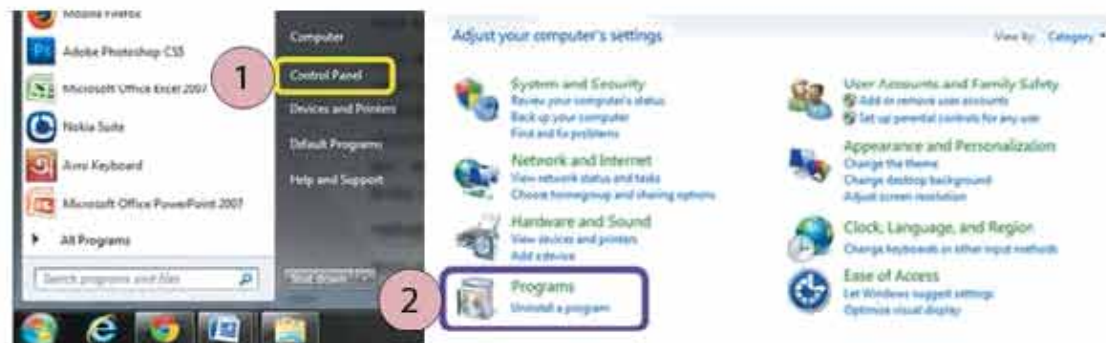 Mozilla Firefox
Adobe Photoshop CS5
Microsoft Office Excel 2007
Nokia Suite
Avro Keyboard
Microsoft Office PowerPoint 2007
All Programs
Search programs and files
Computer
1
Control Panel
Devices and Printers
Default Programs
Help and Support
Shut down
Adjust your computer's settings
View by: Category
System and Security
Review your computer's status
Back up your computer
Find and fix problems
Network and Internet
View network status and tasks
Choose homegroup and sharing options
Hardware and Sound
View devices and printers
Add a device
2
Programs
Uninstall a program
User Accounts and Family Safety
Add or remove user accounts
Set up parental controls for any user
Appearance and Personalization
Change the theme
Change desktop background
Adjust screen resolution
Clock, Language, and Region
Change keyboards or other input methods
Ease of Access
Let Windows suggest settings
Optimize visual display